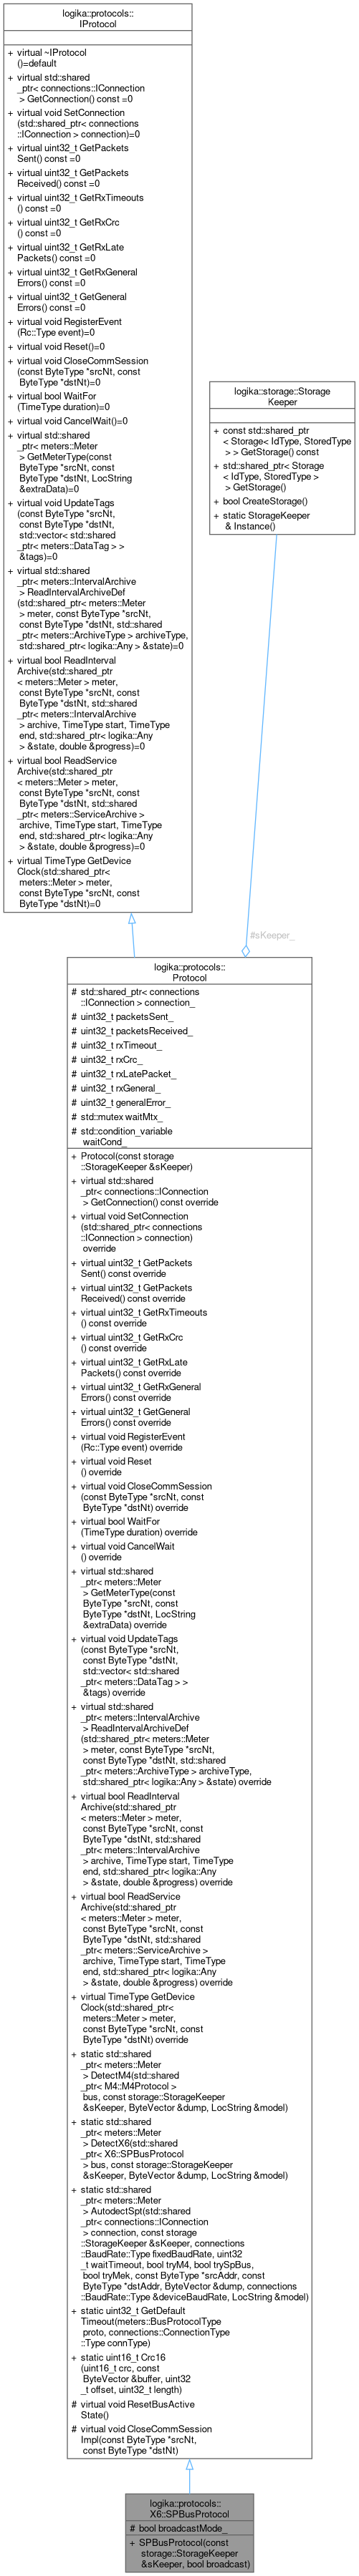 logika::protocols::
IProtocol
+ virtual ~IProtocol
()=default
+ virtual std::shared
_ptr< connections::IConnection
> GetConnection() const =0
+ virtual void SetConnection
(std::shared_ptr< connections
::IConnection > connection)=0
+ virtual uint32_t GetPackets
Sent() const =0
+ virtual uint32_t GetPackets
Received() const =0
+ virtual uint32_t GetRxTimeouts
() const =0
+ virtual uint32_t GetRxCrc
() const =0
+ virtual uint32_t GetRxLate
Packets() const =0
+ virtual uint32_t GetRxGeneral
Errors() const =0
+ virtual uint32_t GetGeneral
Errors() const =0
+ virtual void RegisterEvent
(Rc::Type event)=0
+ virtual void Reset()=0
+ virtual void CloseCommSession
(const ByteType *srcNt, const
ByteType *dstNt)=0
+ virtual bool WaitFor
(TimeType duration)=0
+ virtual void CancelWait()=0
+ virtual std::shared
_ptr< meters::Meter
> GetMeterType(const
ByteType *srcNt, const
ByteType *dstNt, LocString
&extraData)=0
+ virtual void UpdateTags
(const ByteType *srcNt,
const ByteType *dstNt,
std::vector< std::shared
_ptr< meters::DataTag > >
&tags)=0
+ virtual std::shared
_ptr< meters::IntervalArchive
> ReadIntervalArchiveDef
(std::shared_ptr< meters::Meter
> meter, const ByteType *srcNt,
const ByteType *dstNt, std::shared
_ptr< meters::ArchiveType > archiveType,
std::shared_ptr< logika::Any > &state)=0
+ virtual bool ReadInterval
Archive(std::shared_ptr
< meters::Meter > meter,
const ByteType *srcNt, const
ByteType *dstNt, std::shared
_ptr< meters::IntervalArchive
> archive, TimeType start, TimeType
end, std::shared_ptr< logika::Any
> &state, double &progress)=0
+ virtual bool ReadService
Archive(std::shared_ptr
< meters::Meter > meter,
const ByteType *srcNt, const
ByteType *dstNt, std::shared
_ptr< meters::ServiceArchive >
archive, TimeType start, TimeType
end, std::shared_ptr< logika::Any
> &state, double &progress)=0
+ virtual TimeType GetDevice
Clock(std::shared_ptr<
meters::Meter > meter,
const ByteType *srcNt, const
ByteType *dstNt)=0
logika::storage::Storage
Keeper
+ const std::shared_ptr
< Storage< IdType, StoredType
> > GetStorage() const
+ std::shared_ptr< Storage
< IdType, StoredType >
> GetStorage()
+ bool CreateStorage()
+ static StorageKeeper
& Instance()
#sKeeper_
logika::protocols::
Protocol
# std::shared_ptr< connections
::IConnection > connection_
# uint32_t packetsSent_
# uint32_t packetsReceived_
# uint32_t rxTimeout_
# uint32_t rxCrc_
# uint32_t rxLatePacket_
# uint32_t rxGeneral_
# uint32_t generalError_
# std::mutex waitMtx_
# std::condition_variable
waitCond_
+ Protocol(const storage
::StorageKeeper &sKeeper)
+ virtual std::shared
_ptr< connections::IConnection
> GetConnection() const override
+ virtual void SetConnection
(std::shared_ptr< connections
::IConnection > connection)
override
+ virtual uint32_t GetPackets
Sent() const override
+ virtual uint32_t GetPackets
Received() const override
+ virtual uint32_t GetRxTimeouts
() const override
+ virtual uint32_t GetRxCrc
() const override
+ virtual uint32_t GetRxLate
Packets() const override
+ virtual uint32_t GetRxGeneral
Errors() const override
+ virtual uint32_t GetGeneral
Errors() const override
+ virtual void RegisterEvent
(Rc::Type event) override
+ virtual void Reset
() override
+ virtual void CloseCommSession
(const ByteType *srcNt, const
ByteType *dstNt) override
+ virtual bool WaitFor
(TimeType duration) override
+ virtual void CancelWait
() override
+ virtual std::shared
_ptr< meters::Meter
> GetMeterType(const
ByteType *srcNt, const
ByteType *dstNt, LocString
&extraData) override
+ virtual void UpdateTags
(const ByteType *srcNt,
const ByteType *dstNt,
std::vector< std::shared
_ptr< meters::DataTag > >
&tags) override
+ virtual std::shared
_ptr< meters::IntervalArchive
> ReadIntervalArchiveDef
(std::shared_ptr< meters::Meter
> meter, const ByteType *srcNt,
const ByteType *dstNt, std::shared
_ptr< meters::ArchiveType > archiveType,
std::shared_ptr< logika::Any > &state) override
+ virtual bool ReadInterval
Archive(std::shared_ptr
< meters::Meter > meter,
const ByteType *srcNt, const
ByteType *dstNt, std::shared
_ptr< meters::IntervalArchive
> archive, TimeType start, TimeType
end, std::shared_ptr< logika::Any
> &state, double &progress) override
+ virtual bool ReadService
Archive(std::shared_ptr
< meters::Meter > meter,
const ByteType *srcNt, const
ByteType *dstNt, std::shared
_ptr< meters::ServiceArchive >
archive, TimeType start, TimeType
end, std::shared_ptr< logika::Any
> &state, double &progress) override
+ virtual TimeType GetDevice
Clock(std::shared_ptr<
meters::Meter > meter,
const ByteType *srcNt, const
ByteType *dstNt) override
+ static std::shared
_ptr< meters::Meter
> DetectM4(std::shared
_ptr< M4::M4Protocol >
bus, const storage::StorageKeeper
&sKeeper, ByteVector &dump, LocString &model)
+ static std::shared
_ptr< meters::Meter
> DetectX6(std::shared
_ptr< X6::SPBusProtocol
> bus, const storage::StorageKeeper
&sKeeper, ByteVector &dump, LocString &model)
+ static std::shared
_ptr< meters::Meter
> AutodectSpt(std::shared
_ptr< connections::IConnection
> connection, const storage
::StorageKeeper &sKeeper, connections
::BaudRate::Type fixedBaudRate, uint32
_t waitTimeout, bool tryM4, bool trySpBus,
bool tryMek, const ByteType *srcAddr, const
ByteType *dstAddr, ByteVector &dump, connections
::BaudRate::Type &deviceBaudRate, LocString &model)
+ static uint32_t GetDefault
Timeout(meters::BusProtocolType
proto, connections::ConnectionType
::Type connType)
+ static uint16_t Crc16
(uint16_t crc, const
ByteVector &buffer, uint32
_t offset, uint32_t length)
# virtual void ResetBusActive
State()
# virtual void CloseCommSession
Impl(const ByteType *srcNt,
const ByteType *dstNt)
logika::protocols::
X6::SPBusProtocol
# bool broadcastMode_
+ SPBusProtocol(const
storage::StorageKeeper
&sKeeper, bool broadcast)